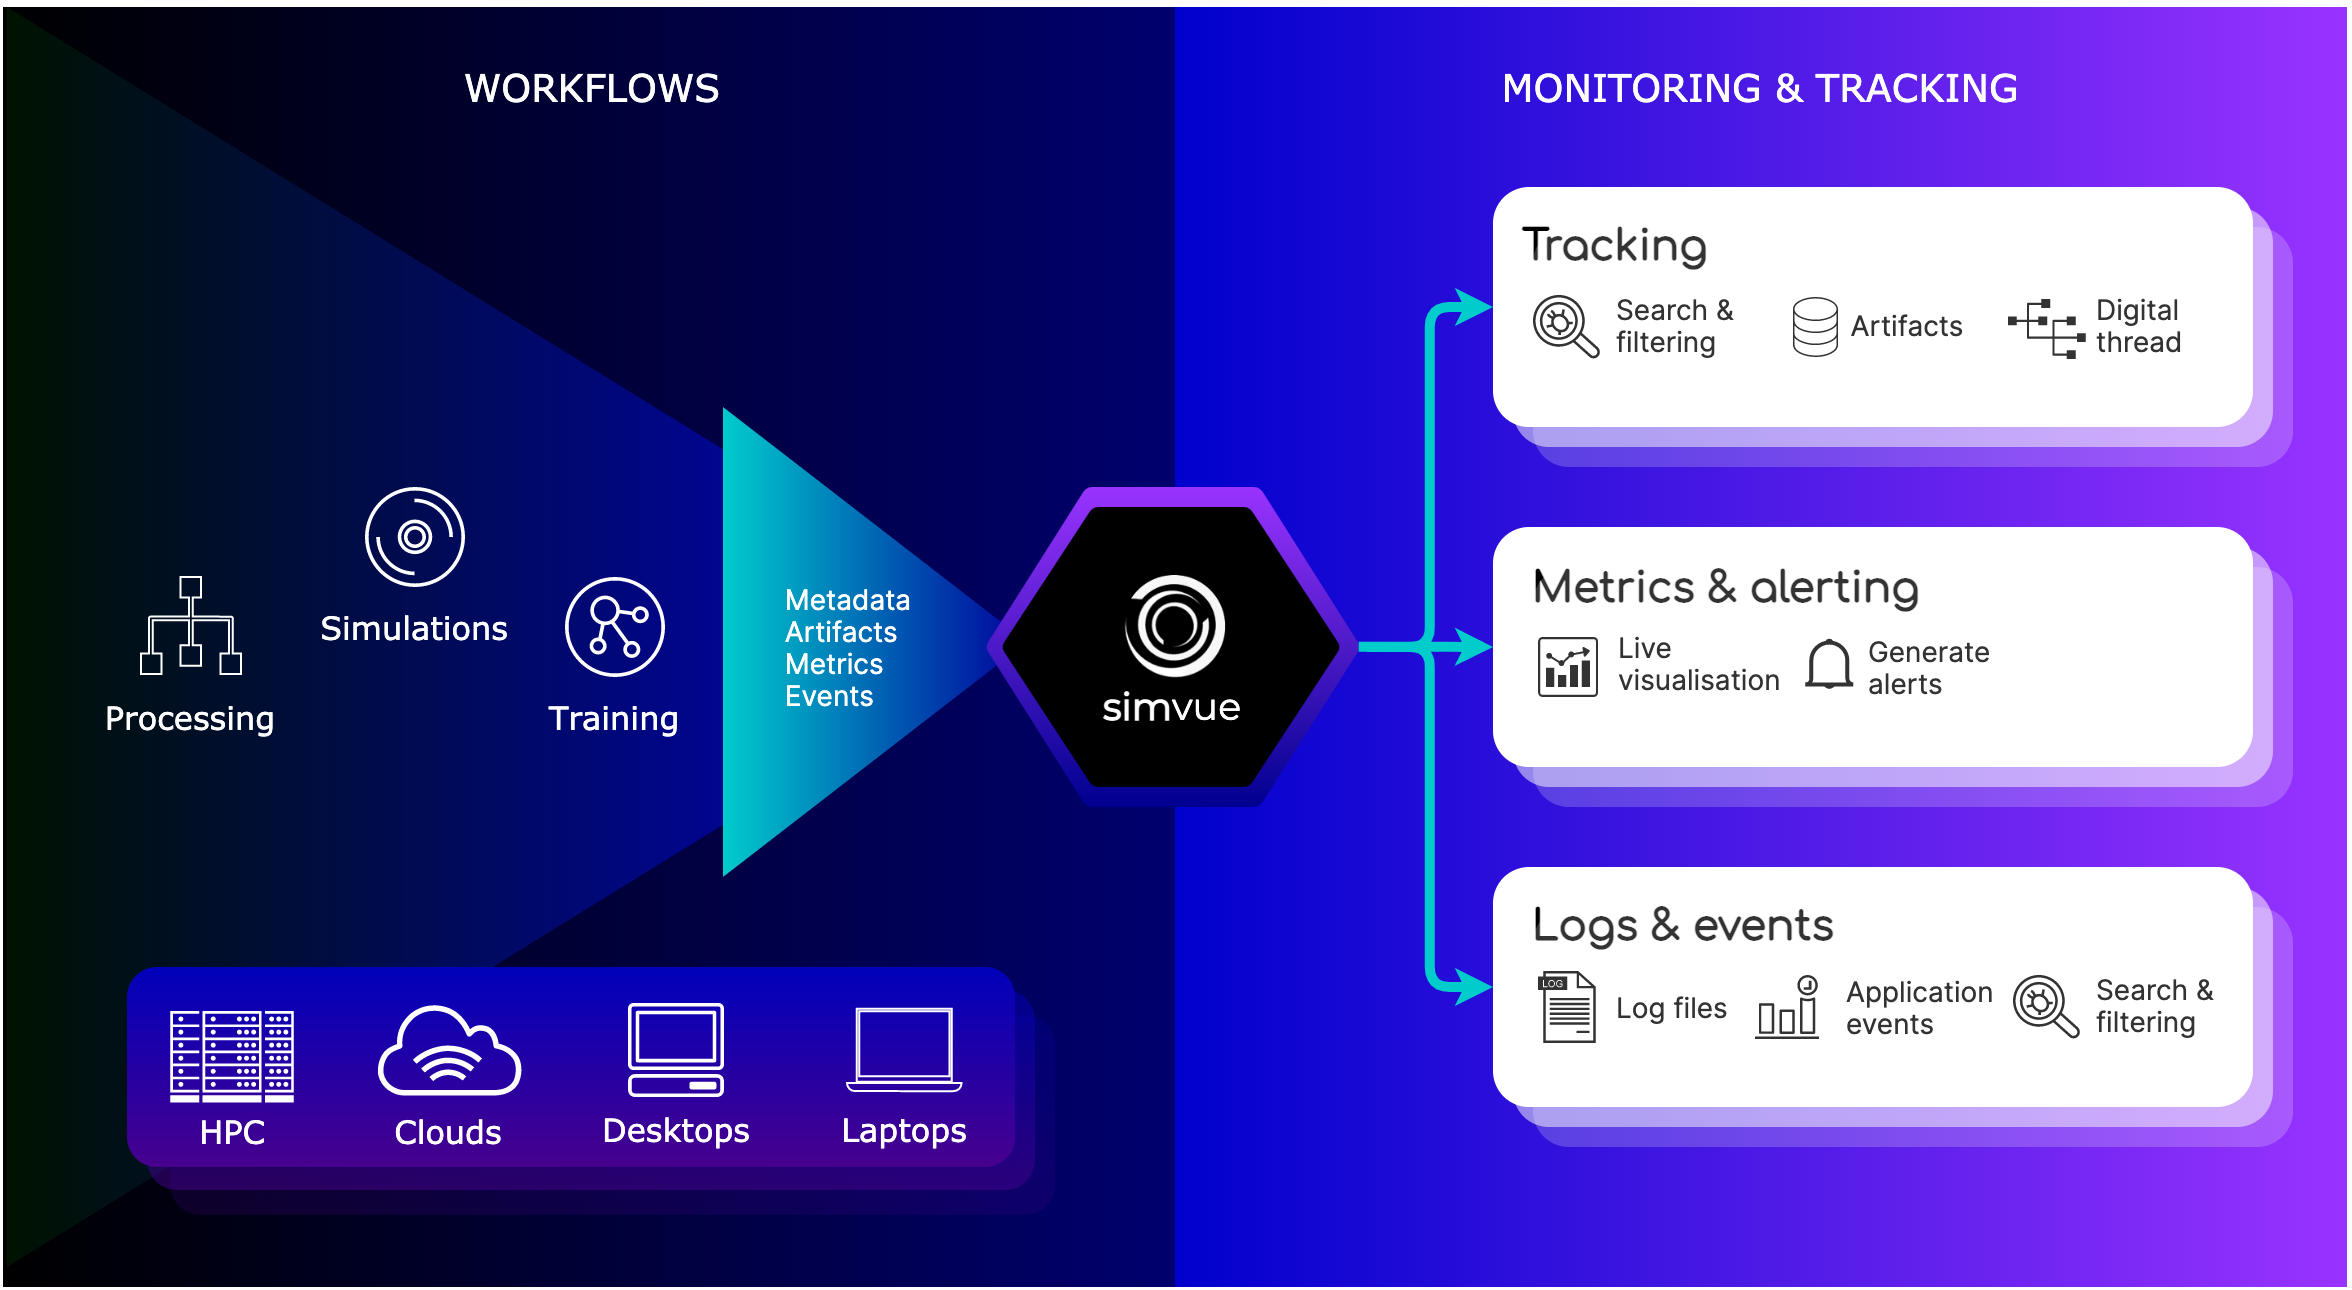 WORKFLOWS
MONITORING & TRACKING
Processing
Simulations
Training
Metadata
Artifacts
Metrics
Events
simvue
HPC
Clouds
Desktops
Laptops
Tracking
Search &
filtering
Artifacts
Digital
thread
Metrics & alerting
Live
visualisation
Generate
alerts
Logs & events
LOG
Log files
Application
events
Search &
filtering